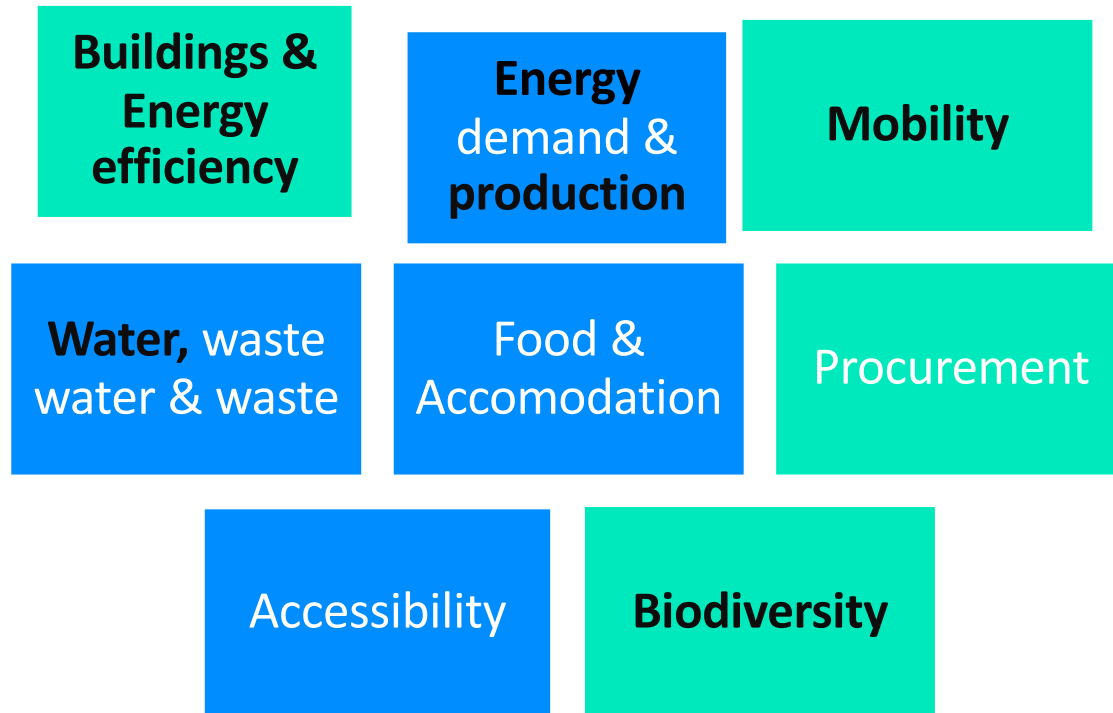 Buildings &
Energy
efficiency
Energy
demand &
production
Mobility
Water, waste
water & waste
Food &
Accomodation
Procurement
Accessibility
Biodiversity